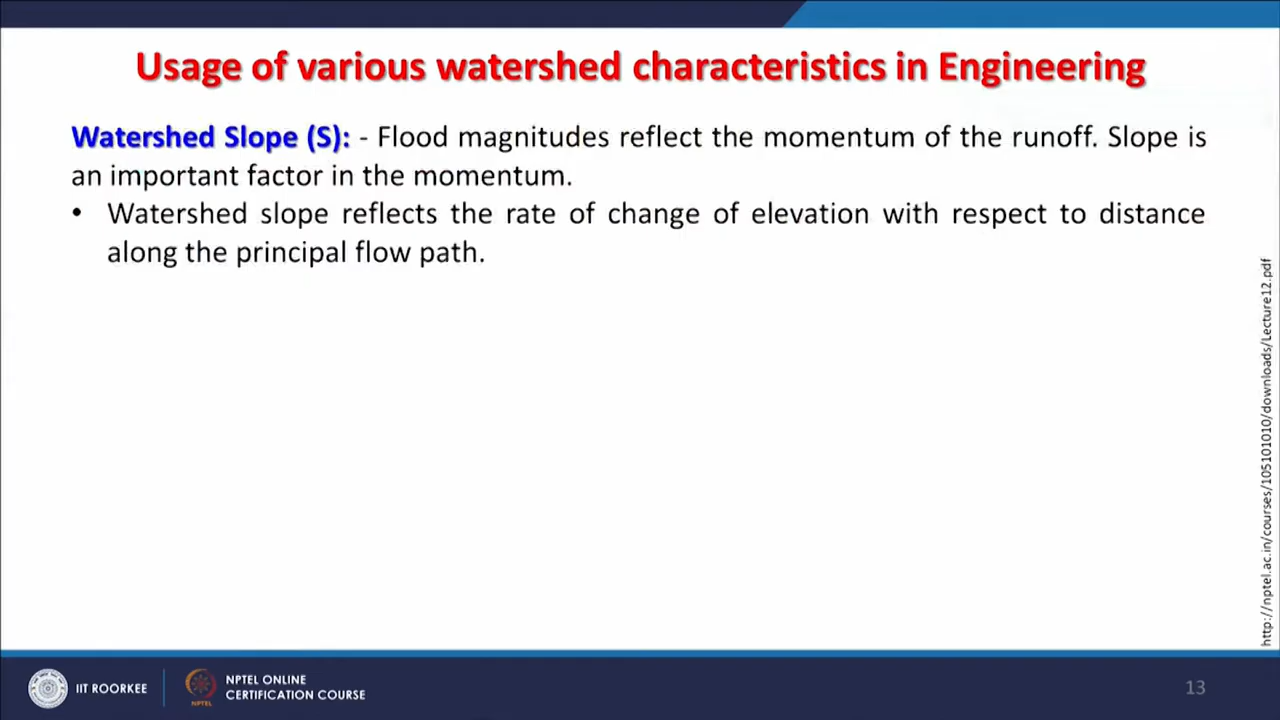 Usage of various watershed characteristics in Engineering
Watershed Slope (S): - Flood magnitudes reflect the momentum of the runoff. Slope is
an important factor in the momentum.
• Watershed slope reflects the rate of change of elevation with respect to distance
along the principal flow path.
http://nptel.ac.in/courses/105101010/downloads/Lecture12.pdf
IIT ROORKEE
NPTEL
NPTEL ONLINE
CERTIFICATION COURSE
13